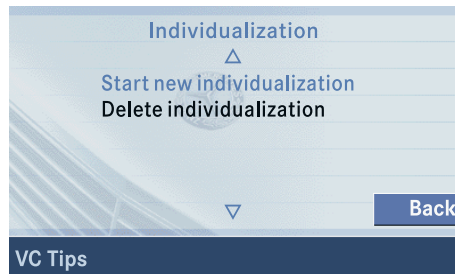 Individualization
Start new individualization
Delete individualization
Back
VC Tips